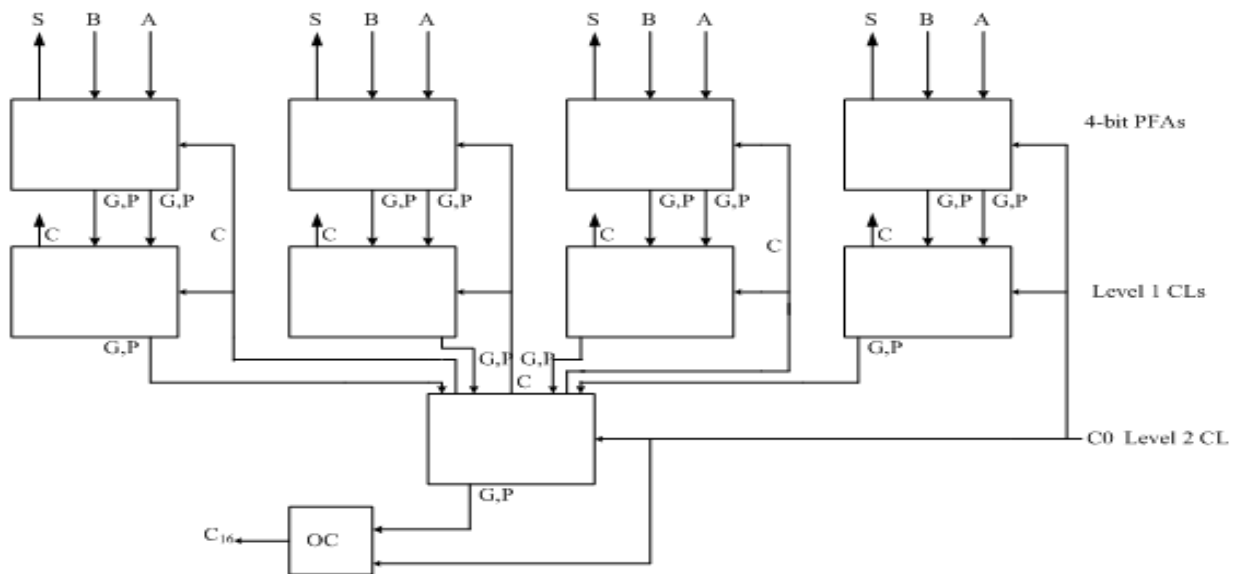 S B A S B A S B A S B A
4-bit PFAs
G,P G,P G,P G,P G,P G,P G,P G,P
C C C C C C
Level 1 CLs
G,P G,P G,P G,P
C
C0 Level 2 CL
G,P
C16 OC